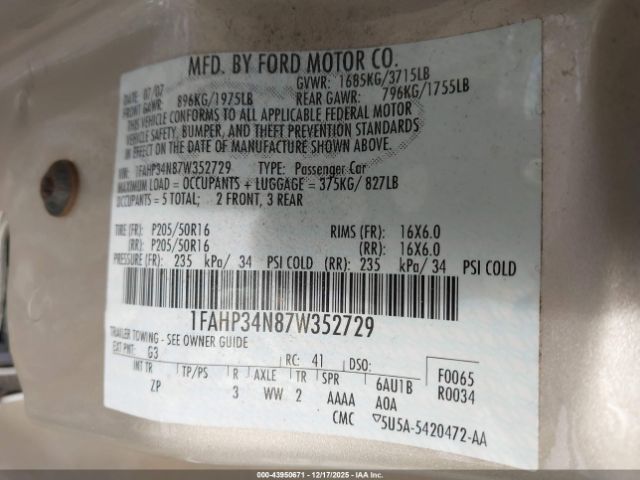 MFD. BY FORD MOTOR CO.
DATE: 07/07 GVWR: 1685KG/3715LB
FRONT GAWR: 896KG/1975LB REAR GAWR: 796KG/1755LB
THIS VEHICLE CONFORMS TO ALL APPLICABLE FEDERAL MOTOR
VEHICLE SAFETY, BUMPER, AND THEFT PREVENTION STANDARDS
IN EFFECT ON THE DATE OF MANUFACTURE SHOWN ABOVE.
VIN: 1FAHP34N87W352729 TYPE: Passenger Car
MAXIMUM LOAD = OCCUPANTS + LUGGAGE = 375KG/827LB
OCCUPANTS = 5 TOTAL: 2 FRONT, 3 REAR
TIRE (FR): P205/50R16 RIMS (FR): 16X6.0
(RR): P205/50R16 (RR): 16X6.0
PRESSURE (FR): 235 kPa/ 34 PSI COLD (RR): 235 kPa/ 34 PSI COLD
1FAHP34N87W352729
TRAILER TOWING - SEE OWNER GUIDE
EXT PNT: G3 RC: 41 DSO: F0065
INT TR TP/PS R AXLE TR SPR 6AU1B R0034
ZP 3 WW 2 AAAA A0A
CMC ▽5U5A-5420472-AA
000-43950671 - 12/17/2025 - IAA, Inc.